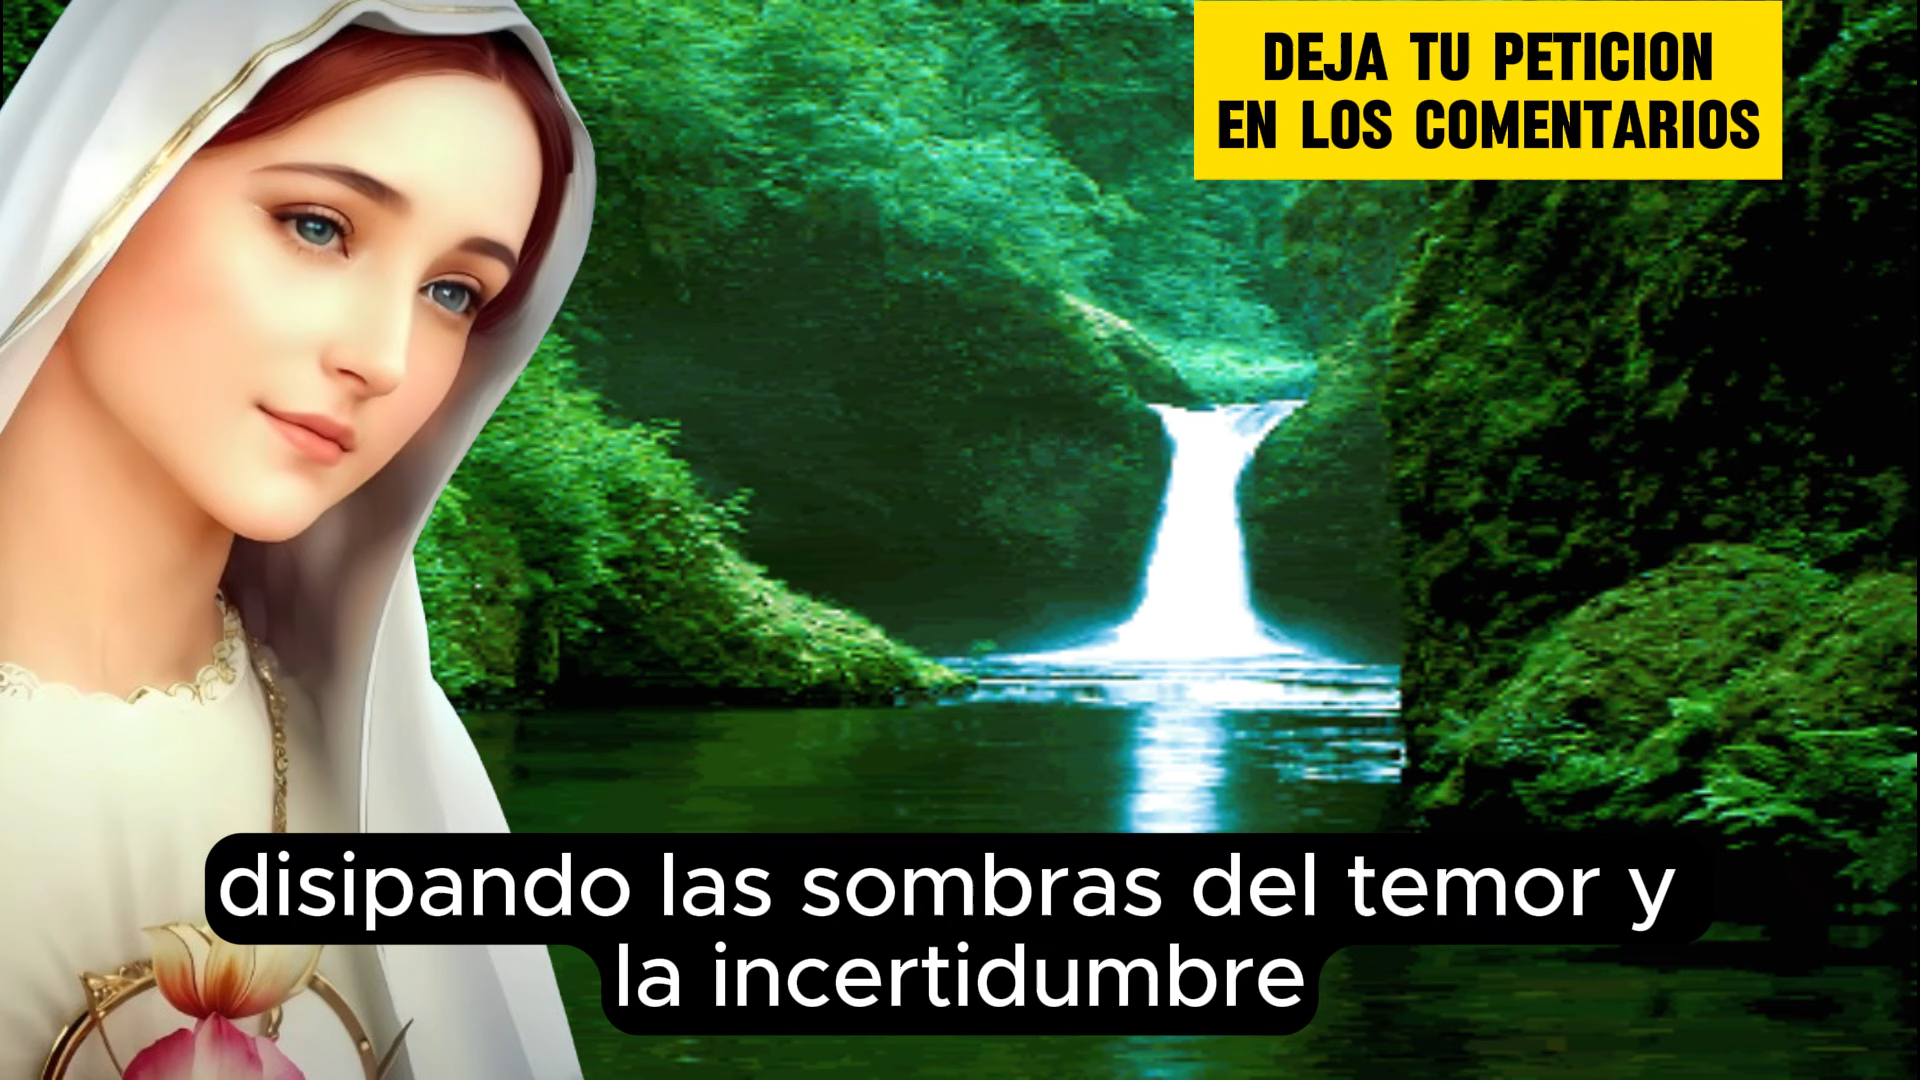 DEJA TU PETICION
EN LOS COMENTARIOS
disipando las sombras del temor y
la incertidumbre